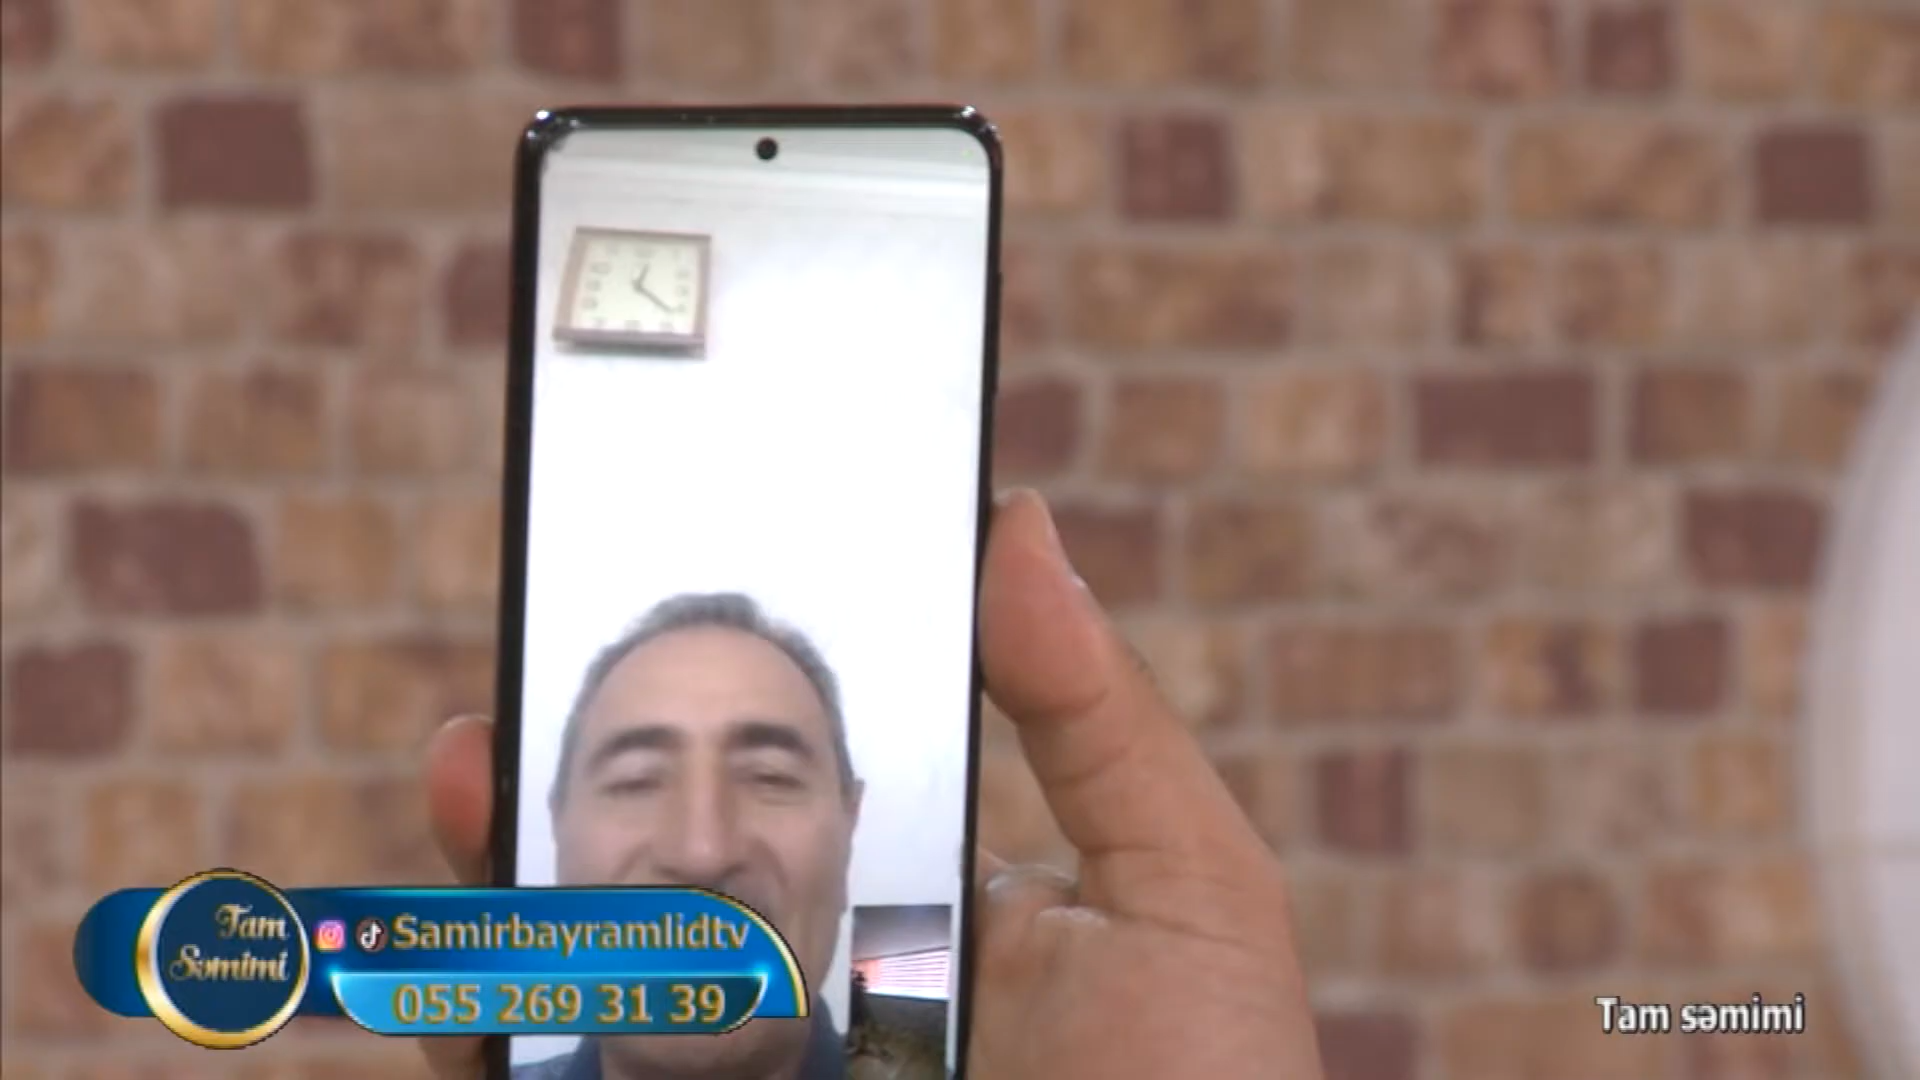 Tam
Səmimi
Samirbayramlidtv
055 269 31 39
Tam səmimi